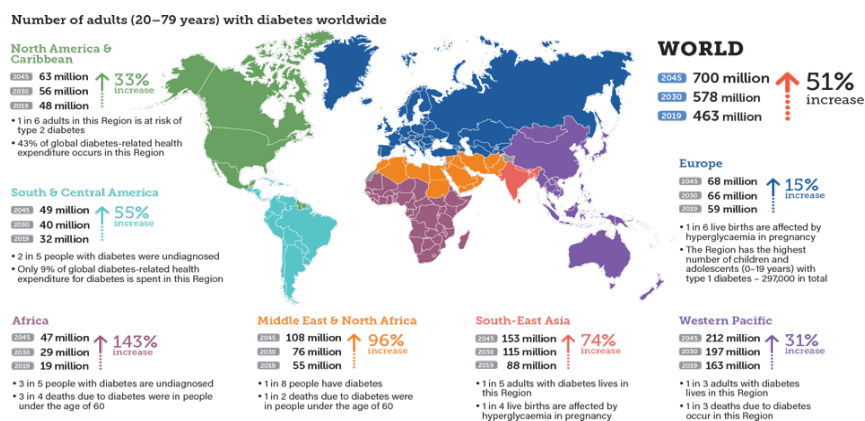 Number of adults (20–79 years) with diabetes worldwide
North America &
Caribbean
2045 63 million
2030 56 million
2019 48 million
33%
increase
• 1 in 6 adults in this Region is at risk of
type 2 diabetes
• 43% of global diabetes-related health
expenditure occurs in this Region
WORLD
2045 700 million
2030 578 million
2019 463 million
51%
increase
South & Central America
2045 49 million
2030 40 million
2019 32 million
55%
increase
• 2 in 5 people with diabetes were undiagnosed
• Only 9% of global diabetes-related health
expenditure for diabetes is spent in this Region
Europe
2045 68 million
2030 66 million
2019 59 million
15%
increase
• 1 in 6 live births are affected by
hyperglycaemia in pregnancy
• The Region has the highest
number of children and
adolescents (0–19 years) with
type 1 diabetes – 297,000 in total
Africa
2045 47 million
2030 29 million
2019 19 million
143%
increase
• 3 in 5 people with diabetes are undiagnosed
• 3 in 4 deaths due to diabetes were in people
under the age of 60
Middle East & North Africa
2045 108 million
2030 76 million
2019 55 million
96%
increase
• 1 in 8 people have diabetes
• 1 in 2 deaths due to diabetes were
in people under the age of 60
South-East Asia
2045 153 million
2030 115 million
2019 88 million
74%
increase
• 1 in 5 adults with diabetes lives in
this Region
• 1 in 4 live births are affected by
hyperglycaemia in pregnancy
Western Pacific
2045 212 million
2030 197 million
2019 163 million
31%
increase
• 1 in 3 adults with diabetes
lives in this Region
• 1 in 3 deaths due to diabetes
occur in this Region